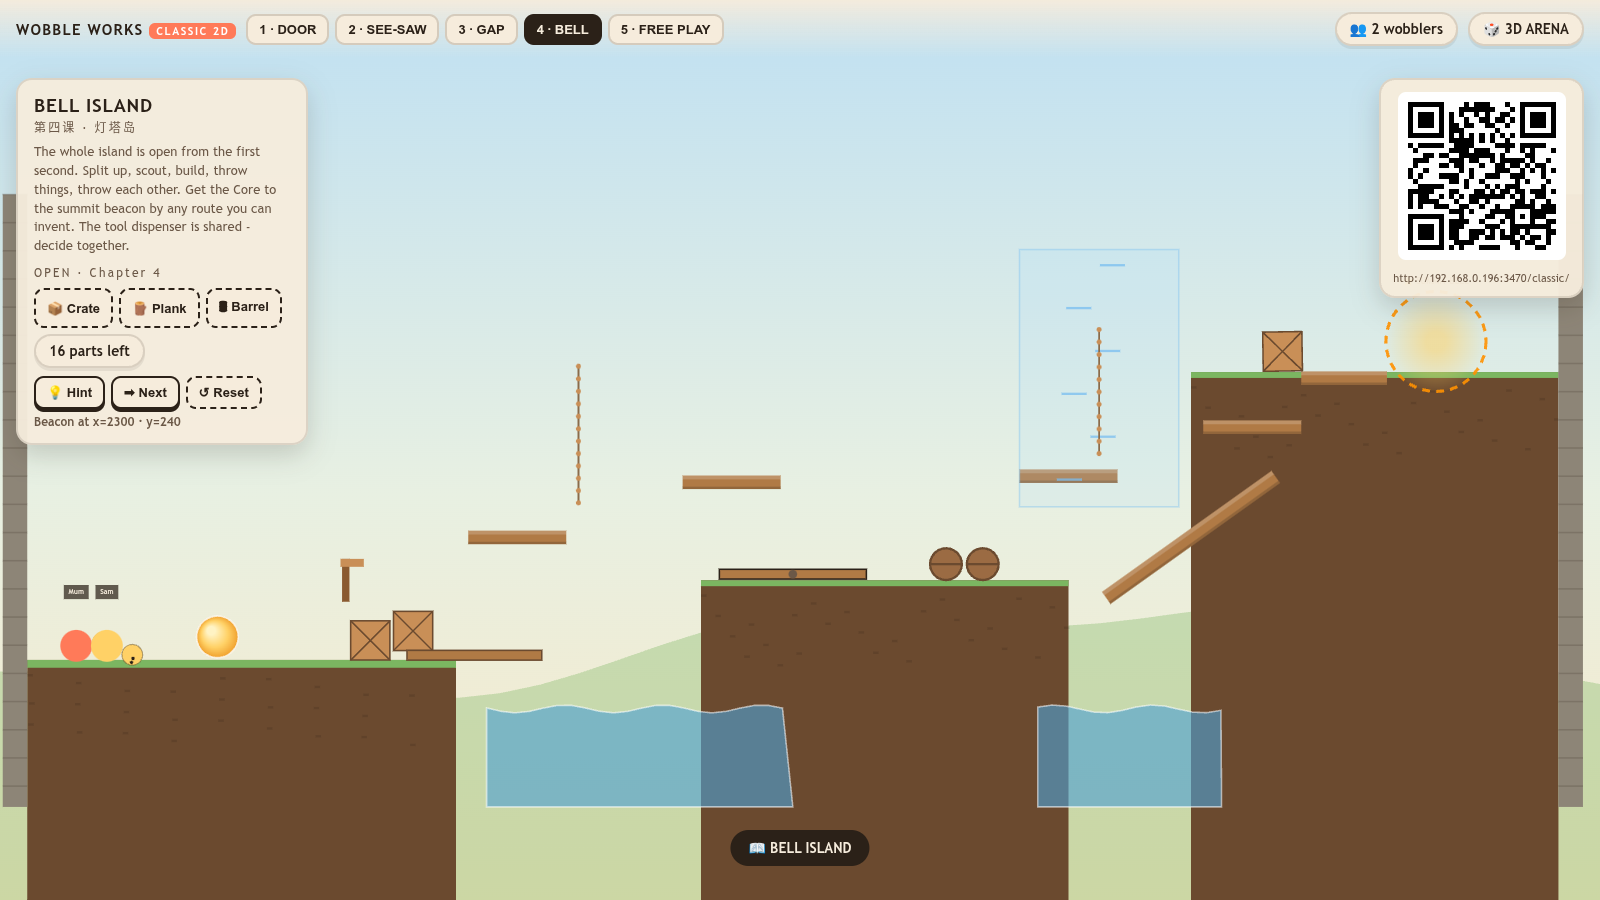 WOBBLE WORKS CLASSIC 2D
1 · DOOR
2 · SEE-SAW
3 · GAP
4 · BELL
5 · FREE PLAY
👥 2 wobblers
🎲 3D ARENA
BELL ISLAND
第四课 · 灯塔岛
The whole island is open from the first
second. Split up, scout, build, throw
things, throw each other. Get the Core to
the summit beacon by any route you can
invent. The tool dispenser is shared -
decide together.
OPEN · Chapter 4
📦 Crate
🪵 Plank
🛢 Barrel
16 parts left
💡 Hint
➡ Next
↺ Reset
Beacon at x=2300 · y=240
http://192.168.0.196:3470/classic/
Mum
Sam
📖 BELL ISLAND